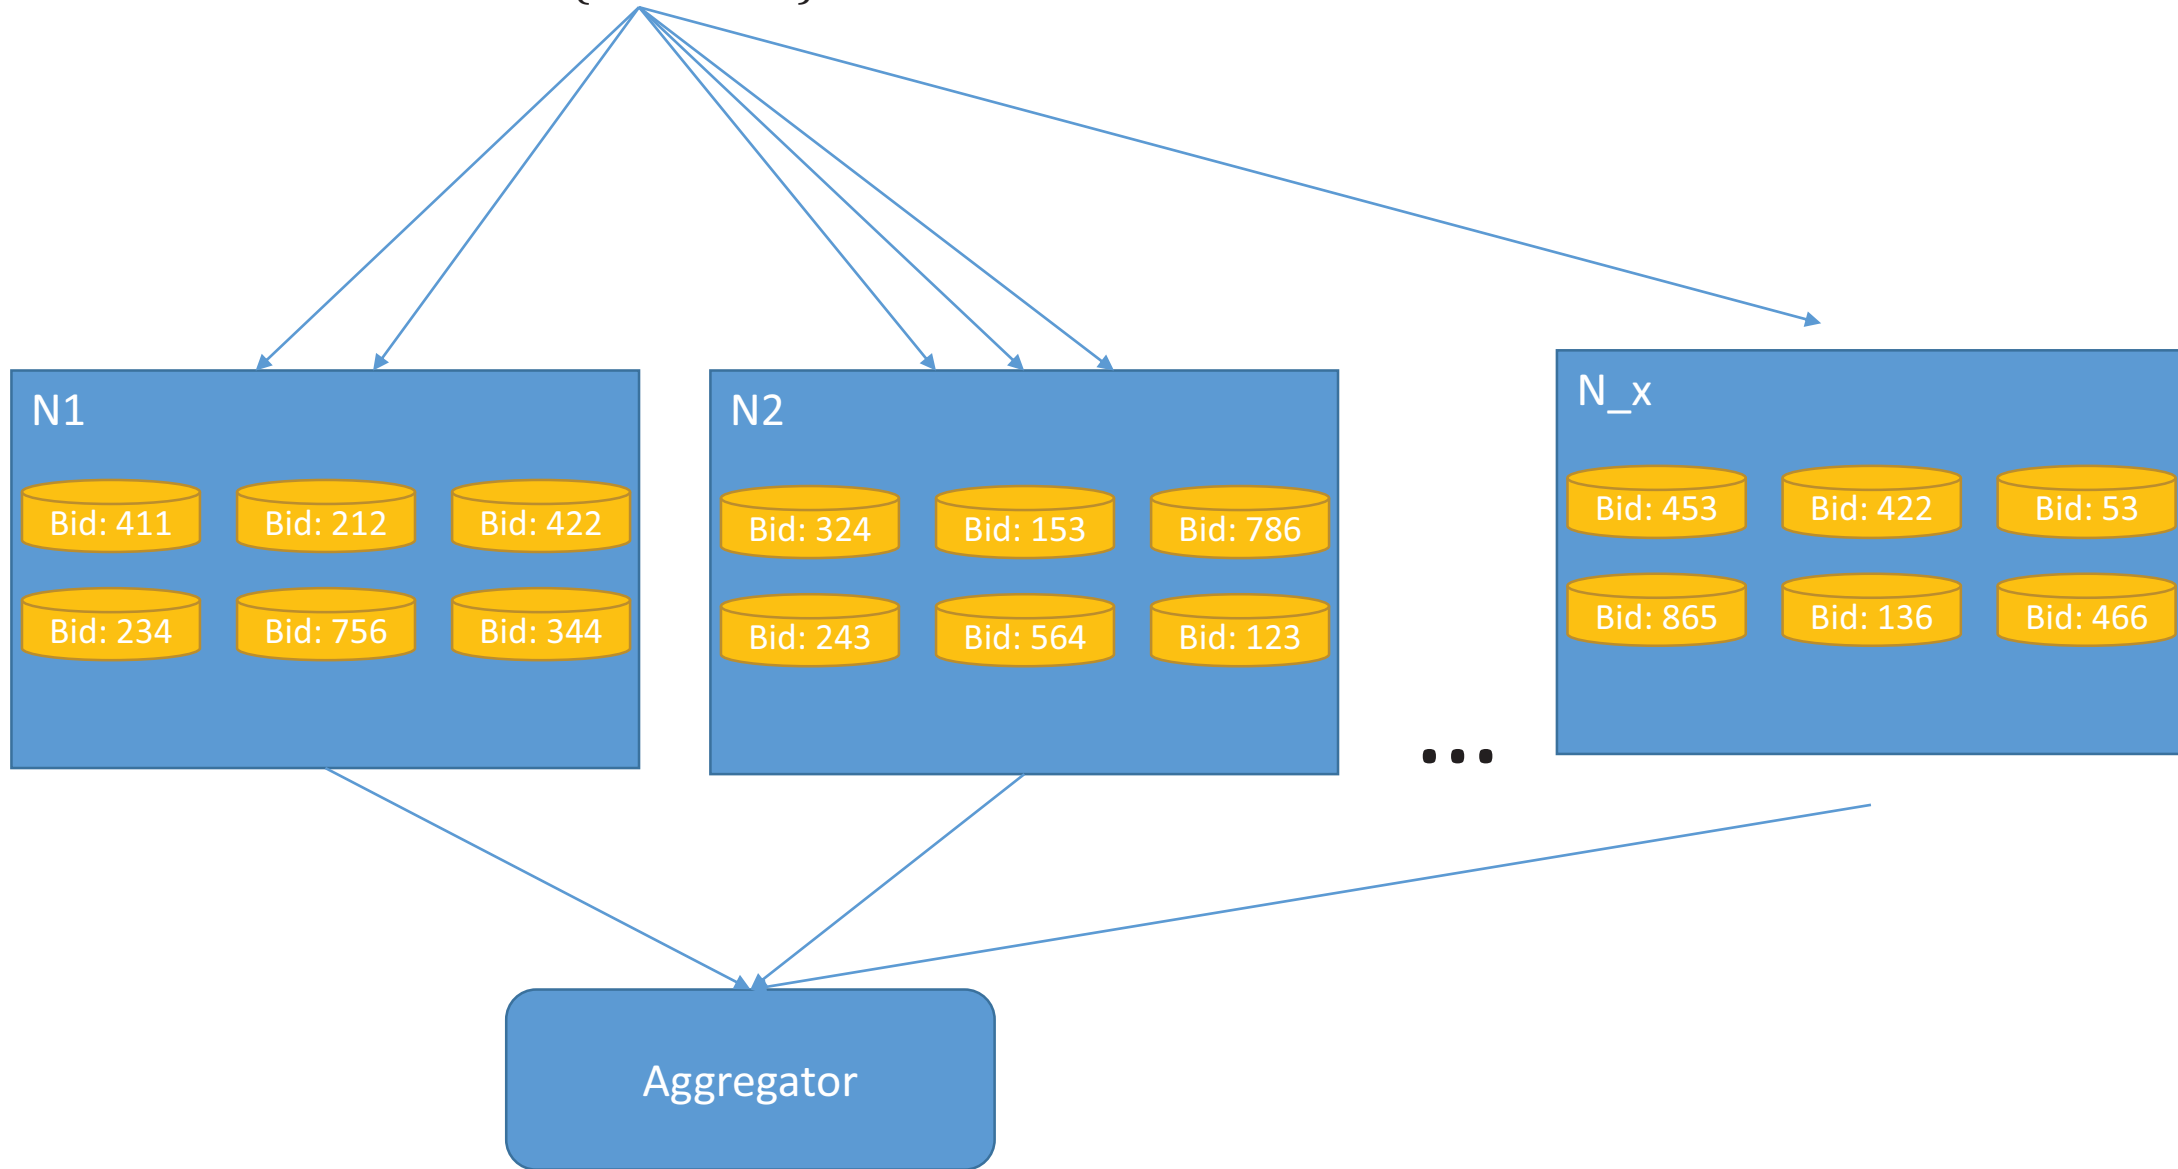 N1
Bid: 411 Bid: 212 Bid: 422
Bid: 234 Bid: 756 Bid: 344
N2
Bid: 324 Bid: 153 Bid: 786
Bid: 243 Bid: 564 Bid: 123
...
N_x
Bid: 453 Bid: 422 Bid: 53
Bid: 865 Bid: 136 Bid: 466
Aggregator